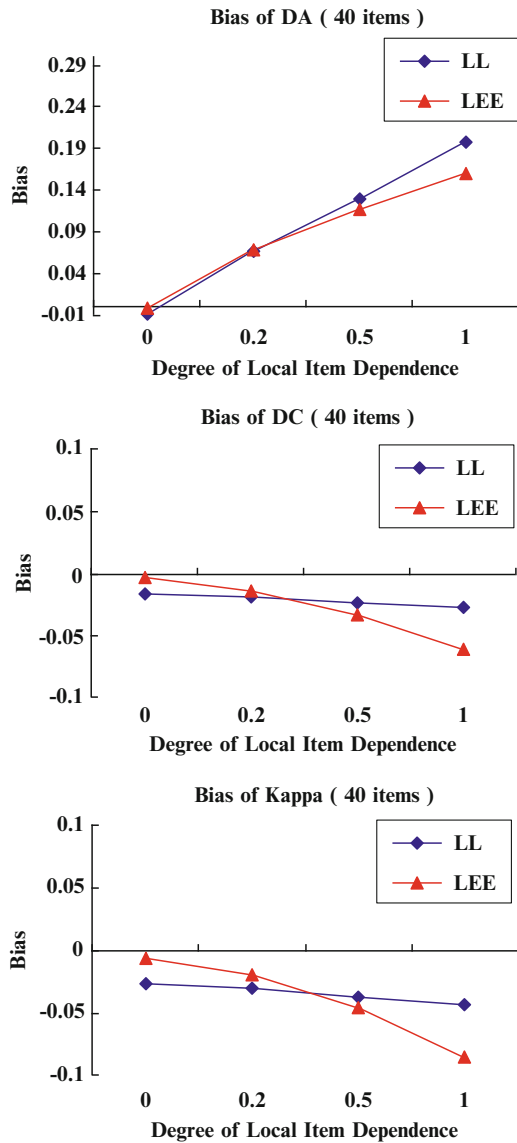 Bias of DA ( 40 items )
0.29
0.24
0.19
0.14
0.09
0.04
-0.01
Bias
LL
LEE
0 0.2 0.5 1
Degree of Local Item Dependence
Bias of DC ( 40 items )
0.1
0.05
0
-0.05
-0.1
Bias
LL
LEE
0 0.2 0.5 1
Degree of Local Item Dependence
Bias of Kappa ( 40 items )
0.1
0.05
0
-0.05
-0.1
Bias
LL
LEE
0 0.2 0.5 1
Degree of Local Item Dependence